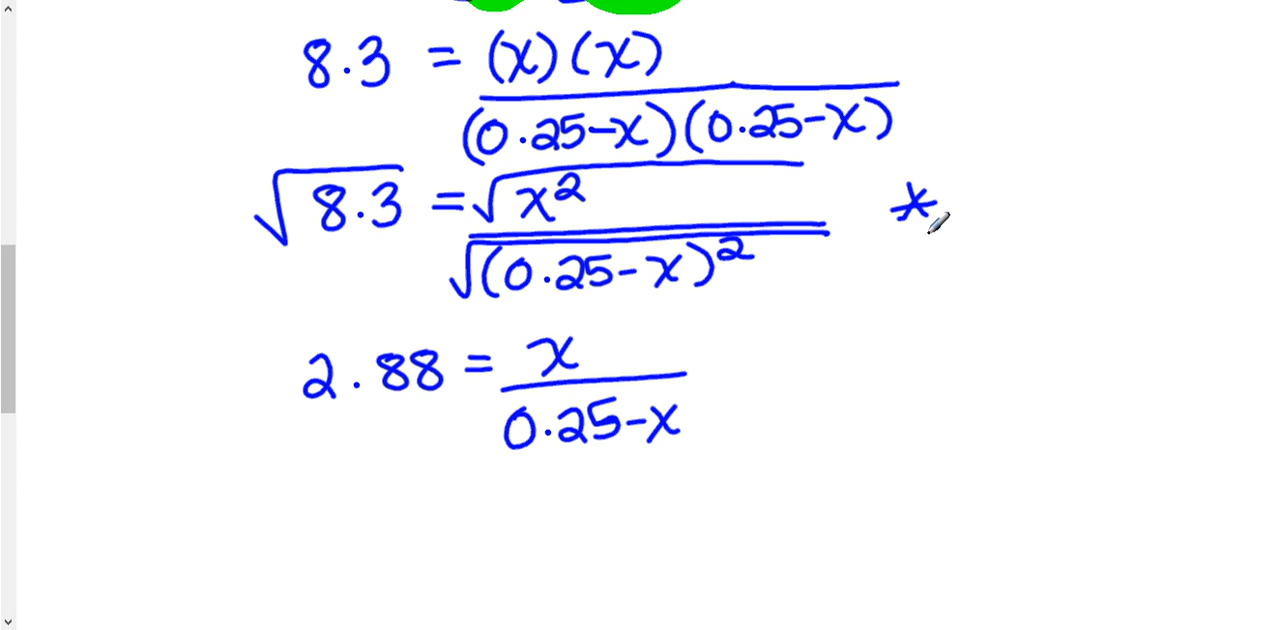 8.3 = (x)(x)
(0.25-x)(0.25-x)
√8.3 = √x²
*
√(0.25-x)²
2.88 = x
0.25-x